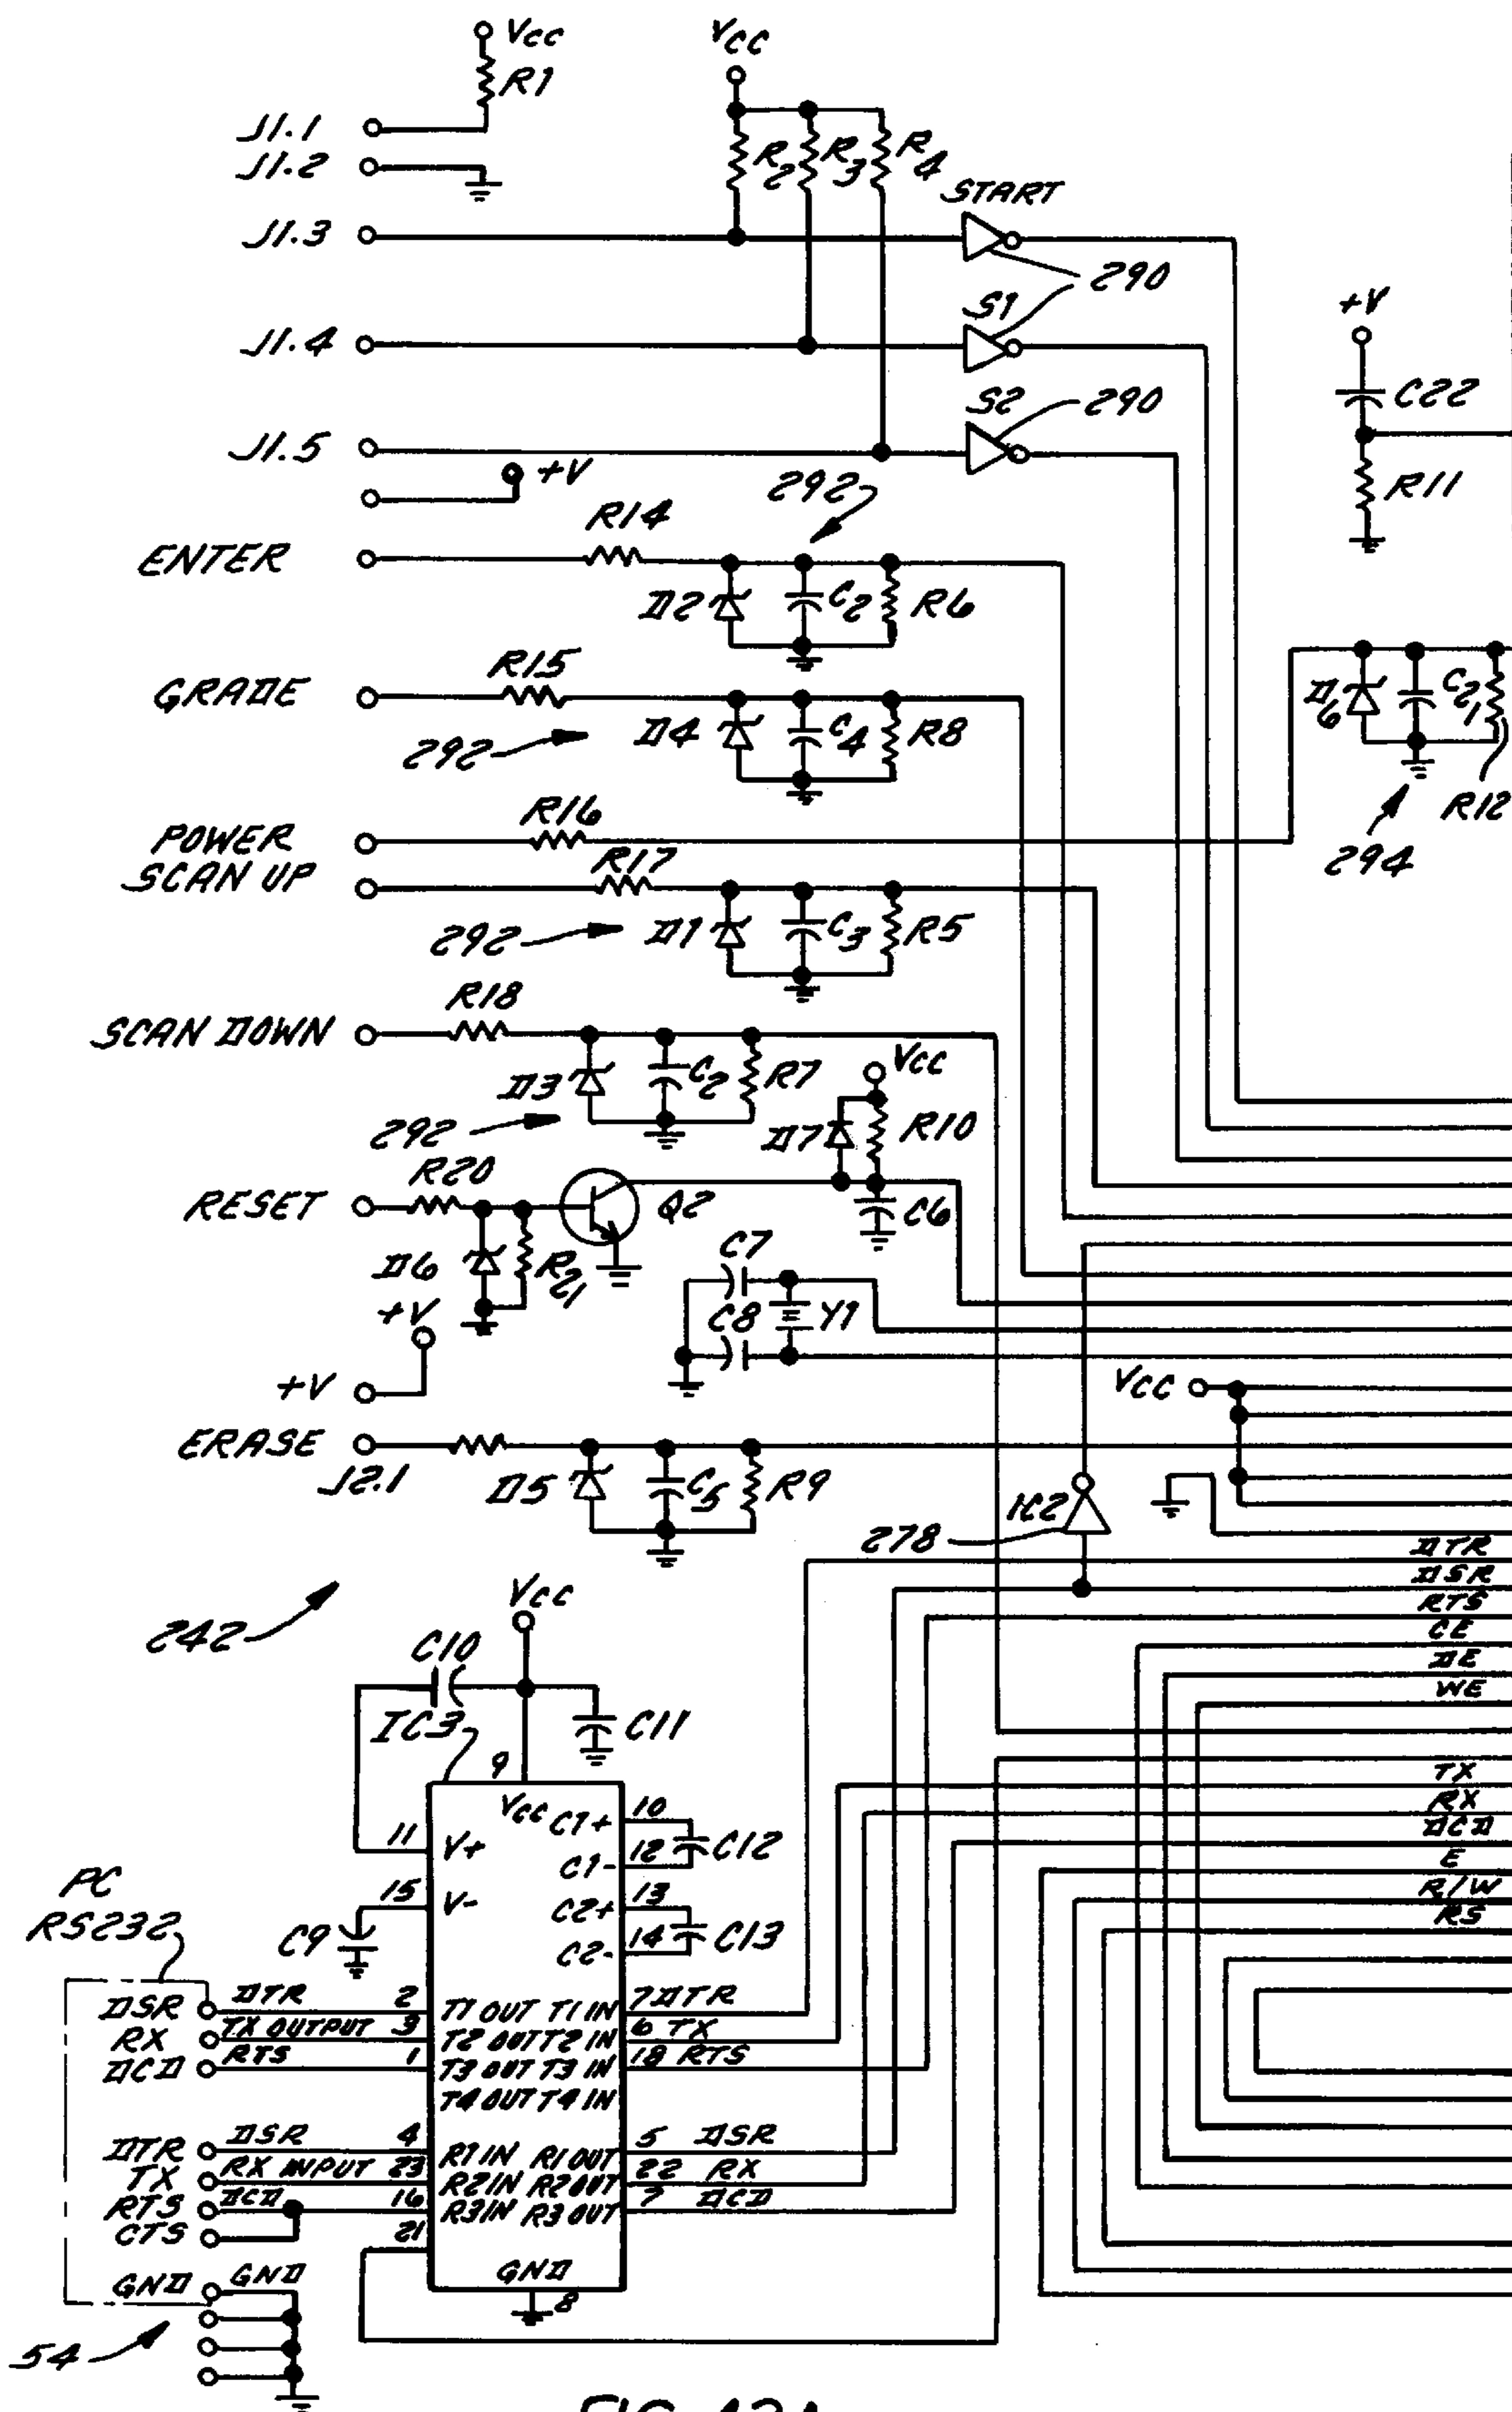 Vcc
R1
VCC
J1.1
J1.2
R2 R3 R4
START
J1.3
290
S1
+V
J1.4
C22
S2
290
J1.5
+V
292
R11
R14
ENTER
D2 C2 R6
R15
GRADE
D6 C21
D4 C4 R8
292
R12
R16
POWER
294
R17
SCAN UP
292
D1 C3 R5
R18
SCAN DOWN
Vcc
D3 C2 R7
292
D7 R10
R20
RESET
Q2
C6
D6 R21
C7
+V
C8 Y1
+V
VCC
ERASE
J2.1
D5 C5 R9
IC2
278
DTR
DSR
RTS
CE
DE
WE
Vcc
242
C10
IC3
C11
9
Vcc
TX
RX
DCD
E
R/W
RS
C1+ 10
11 V+
C12
C1- 12
PC
RS232
15 V-
C2+ 13
C9
C2- 14
C13
DSR DTR 2 T1 OUT T1 IN 7 DTR
RX TX OUTPUT 3 T2 OUT T2 IN 6 TX
DCD RTS 1 T3 OUT T3 IN 18 RTS
T4 OUT T4 IN
DTR DSR 4 R1 IN R1 OUT 5 DSR
TX RX INPUT 23 R2 IN R2 OUT 22 RX
RTS DCD 16 R3 IN R3 OUT 7 DCD
CTS 21
GND GND
GND
8
54